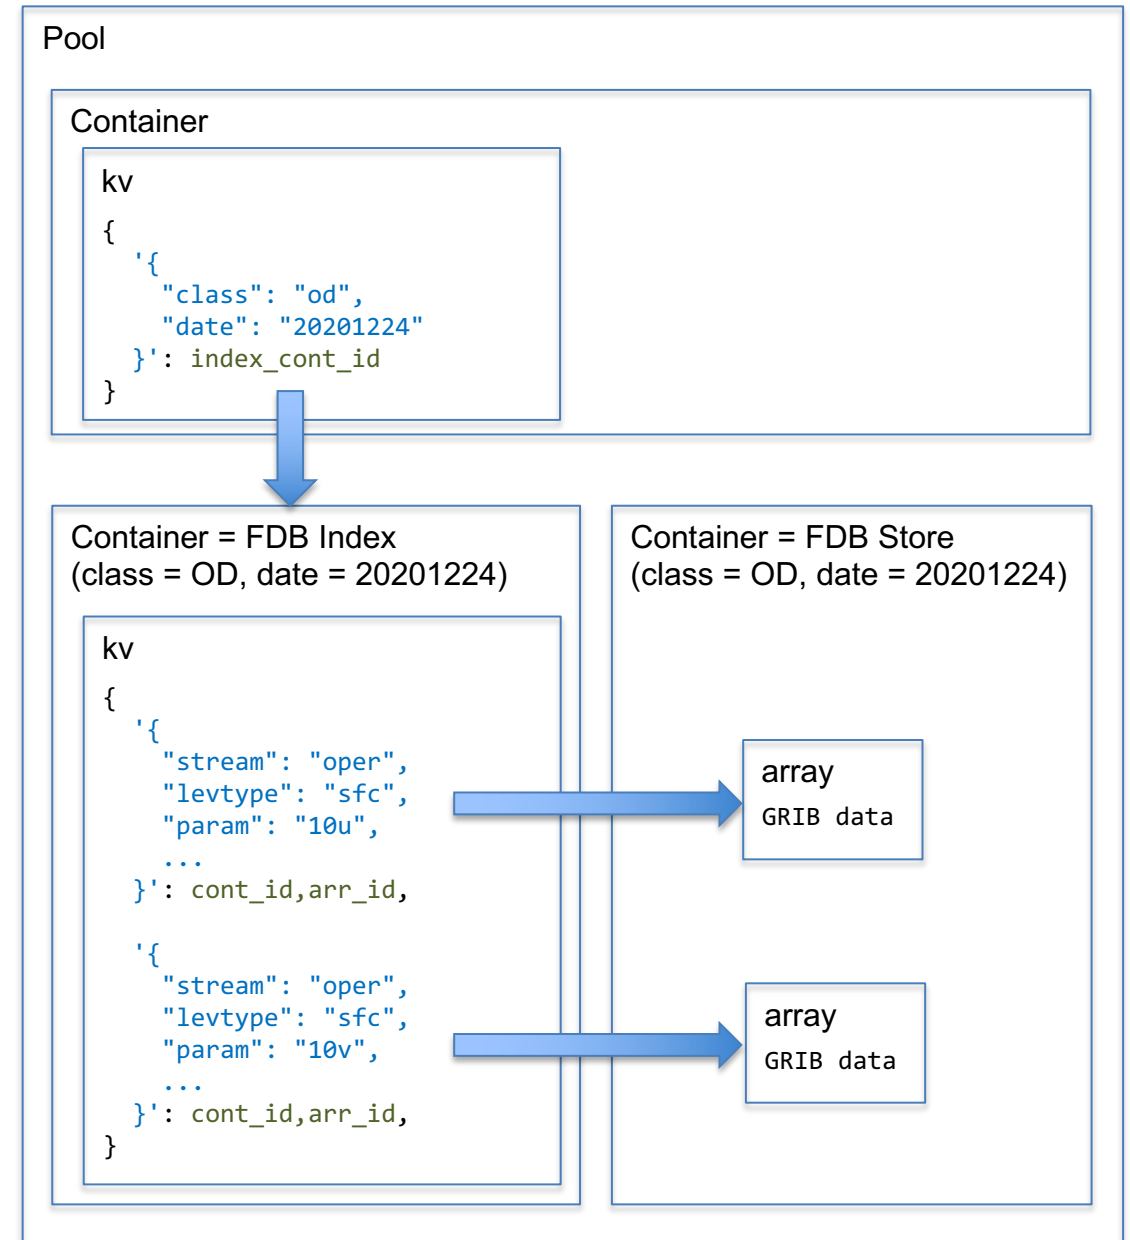 Pool
Container
kv
{
'{
"class": "od",
"date": "20201224"
}': index_cont_id
}
Container = FDB Index
(class = OD, date = 20201224)
kv
{
'{
"stream": "oper",
"levtype": "sfc",
"param": "10u",
...
}': cont_id,arr_id,
'{
"stream": "oper",
"levtype": "sfc",
"param": "10v",
...
}': cont_id,arr_id,
}
Container = FDB Store
(class = OD, date = 20201224)
array
GRIB data
array
GRIB data